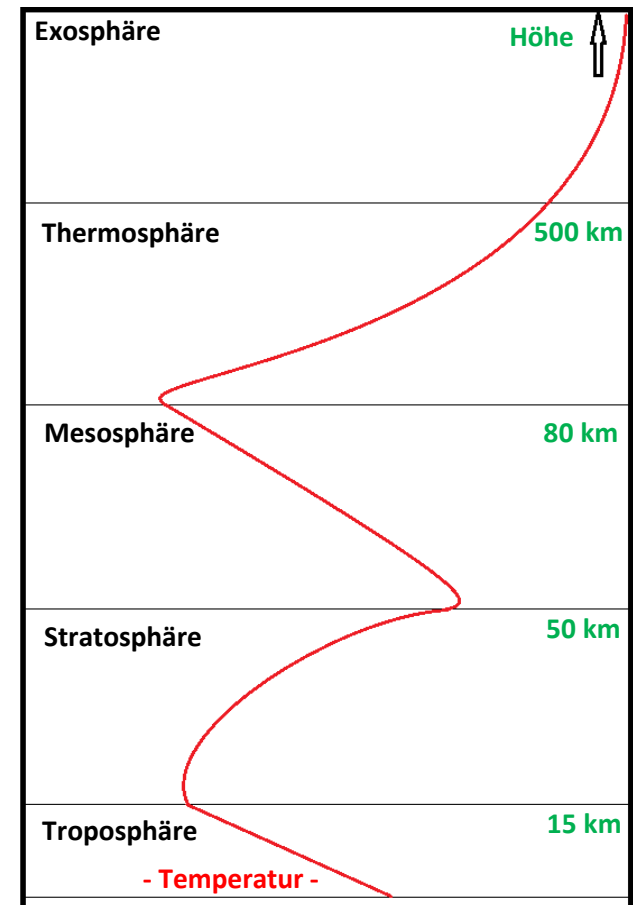 Exosphäre
Höhe
Thermosphäre
500 km
Mesosphäre
80 km
Stratosphäre
50 km
Troposphäre
15 km
- Temperatur -